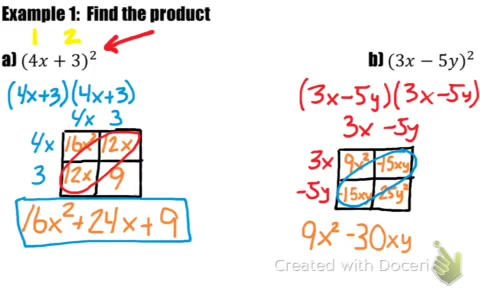 Example 1: Find the product
1 2
a) (4x + 3)²
(4x+3)(4x+3)
4x 3
4x 16x² 12x
3 12x 9
16x²+24x+9
b) (3x − 5y)²
(3x-5y)(3x-5y)
3x -5y
3x 9x² -15xy
-5y -15xy 25y²
9x²-30xy
Created with Doceri